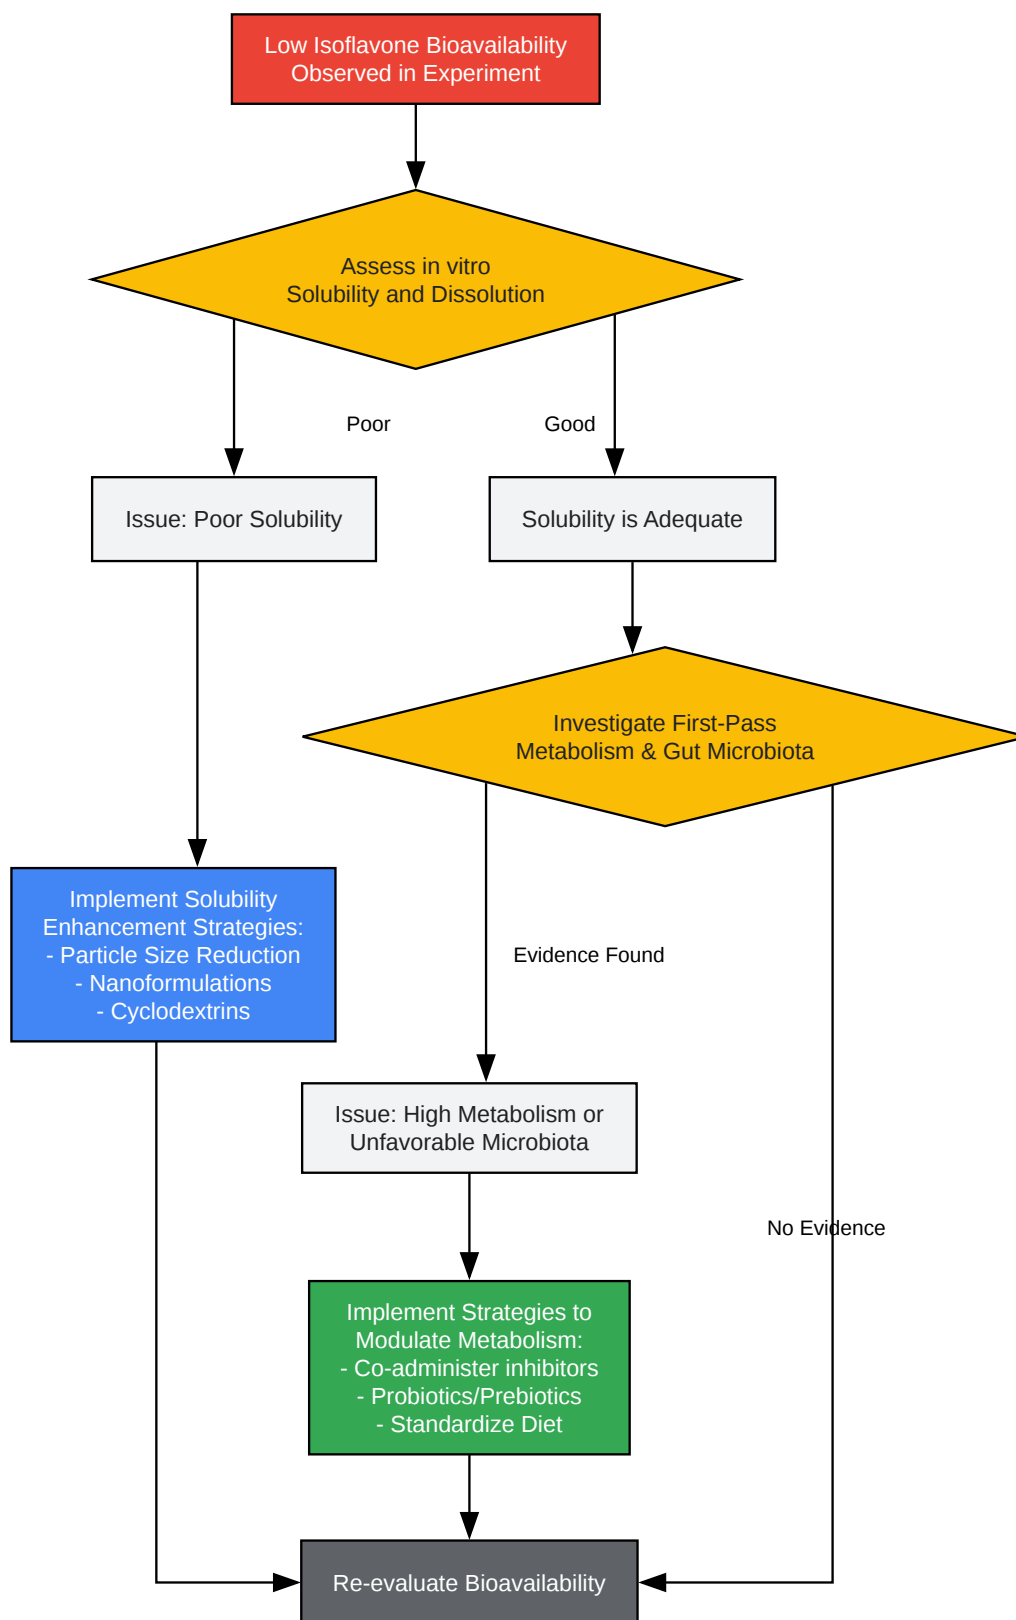 Low Isoflavone Bioavailability
Observed in Experiment
Assess in vitro
Solubility and Dissolution
Poor
Good
Issue: Poor Solubility
Solubility is Adequate
Investigate First-Pass
Metabolism & Gut Microbiota
Implement Solubility
Enhancement Strategies:
- Particle Size Reduction
- Nanoformulations
- Cyclodextrins
Evidence Found
Issue: High Metabolism or
Unfavorable Microbiota
No Evidence
Implement Strategies to
Modulate Metabolism:
- Co-administer inhibitors
- Probiotics/Prebiotics
- Standardize Diet
Re-evaluate Bioavailability